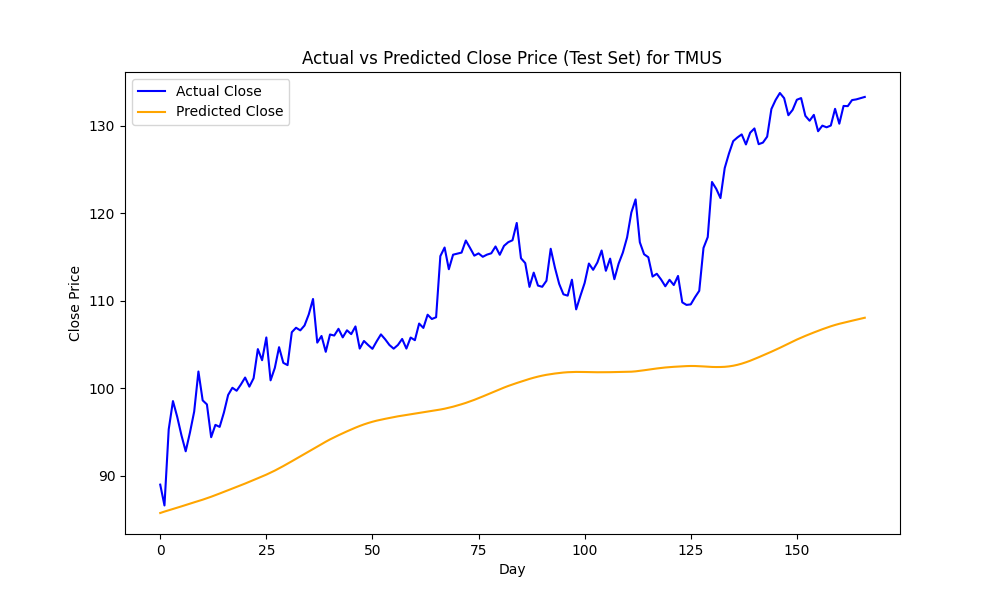 Actual vs Predicted Close Price (Test Set) for TMUS
Actual Close
Predicted Close
130
120
110
100
90
Close Price
0 25 50 75 100 125 150
Day